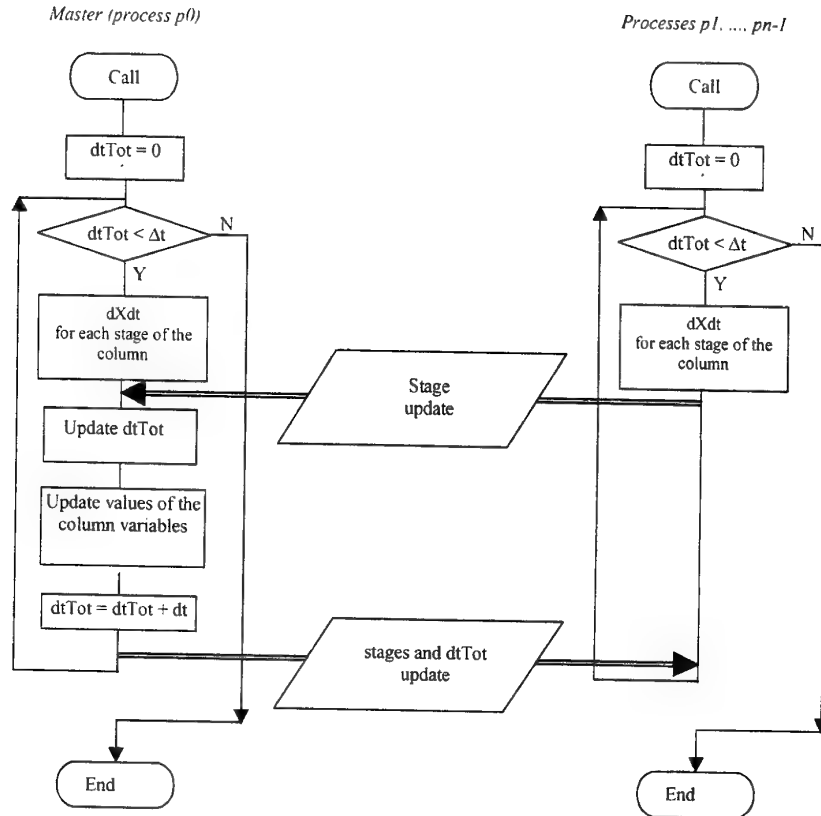 Master (process p0)
Call
dtTot = 0
dtTot < Δt
N
Y
dXdt
for each stage of the
column
Update dtTot
Update values of the
column variables
dtTot = dtTot + dt
End
Stage
update
stages and dtTot
update
Processes p1, .... pn-1
Call
dtTot = 0
dtTot < Δt
N
Y
dXdt
for each stage of the
column
End